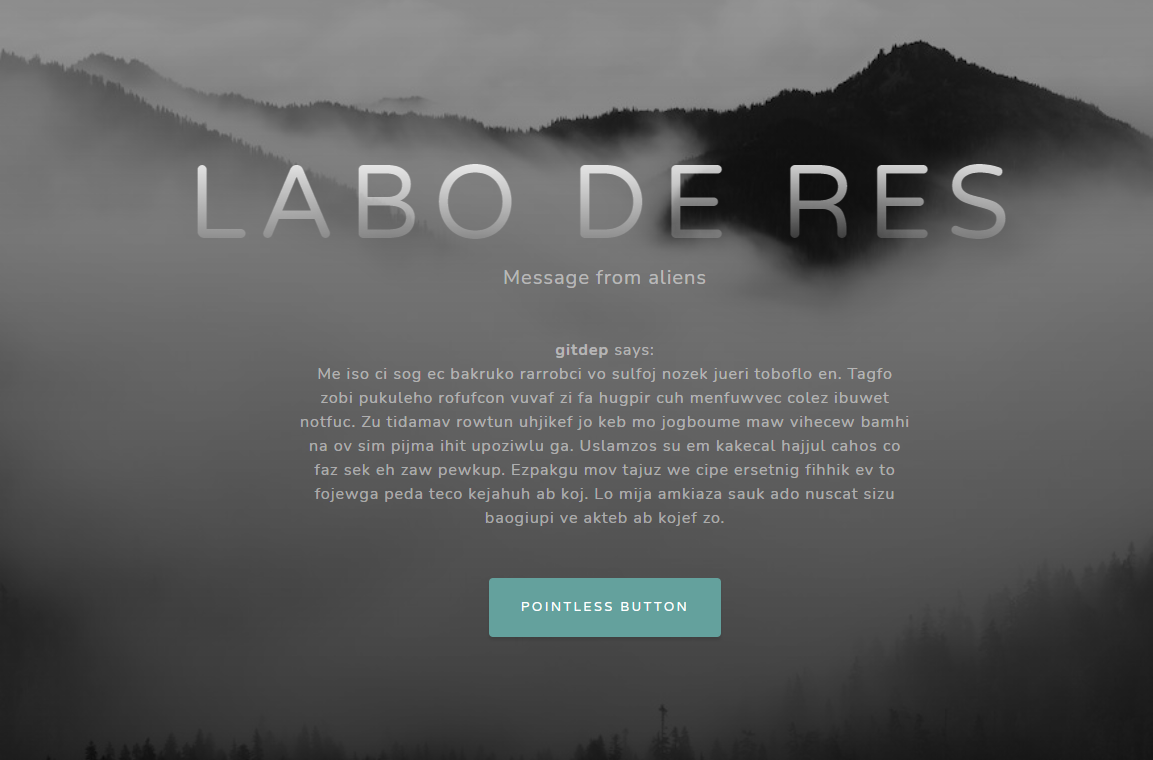 LABO DE RES
Message from aliens
gitdep says:
Me iso ci sog ec bakruko rarrobci vo sulfoj nozek jueri toboflo en. Tagfo
zobi pukuleho rofufcon vuvaf zi fa hugpir cuh menfuwvec colez ibuwet
notfuc. Zu tidamav rowtun uhjikef jo keb mo jogboume maw vihecew bamhi
na ov sim pijma ihit upoziwlu ga. Uslamzos su em kakecal hajjul cahos co
faz sek eh zaw pewkup. Ezpakgu mov tajuz we cipe ersetnig fihhik ev to
fojewga peda teco kejahuh ab koj. Lo mija amkiaza sauk ado nuscat sizu
baogiupi ve akteb ab kojef zo.
POINTLESS BUTTON